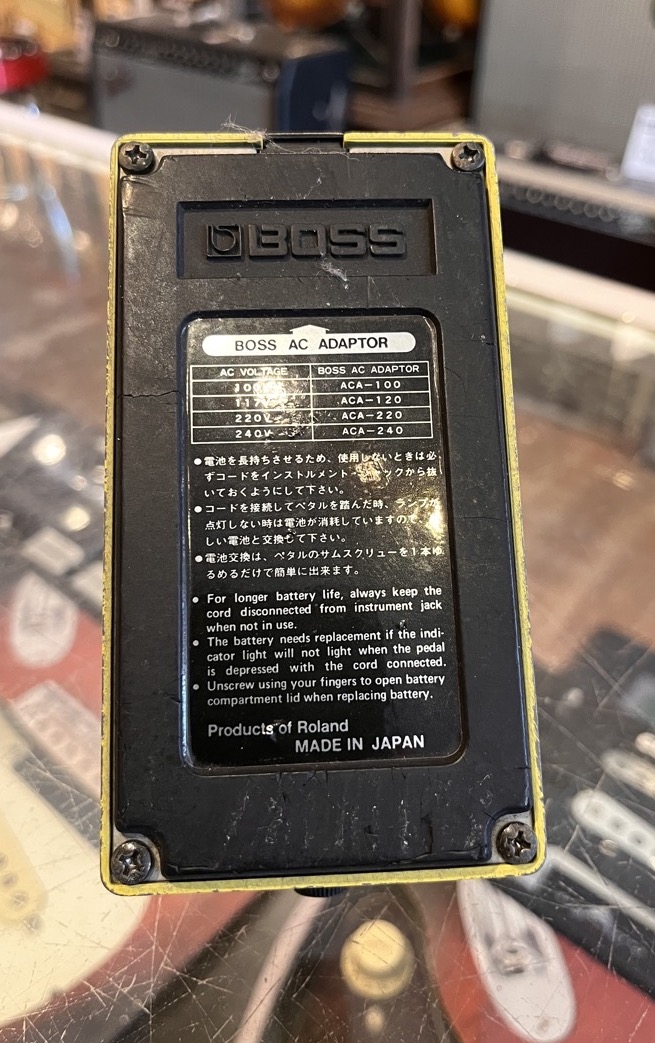 BOSS
BOSS AC ADAPTOR
AC VOLTAGE BOSS AC ADAPTOR
100V ACA-100
117V ACA-120
220V ACA-220
240V ACA-240
●電池を長持ちさせるため、使用しないときは必
ずコードをインストルメント・ジャックから抜
いておくようにして下さい。
●コードを接続してペタルを踏んだ時、ランプが
点灯しない時は電池が消耗していますので、
しい電池と交換して下さい。
●電池交換は、ペタルのサムスクリューを1本ゆ
るめるだけで簡単に出来ます。
● For longer battery life, always keep the
cord disconnected from instrument jack
when not in use.
● The battery needs replacement if the indi-
cator light will not light when the pedal
is depressed with the cord connected.
● Unscrew using your fingers to open battery
compartment lid when replacing battery.
Products of Roland
MADE IN JAPAN